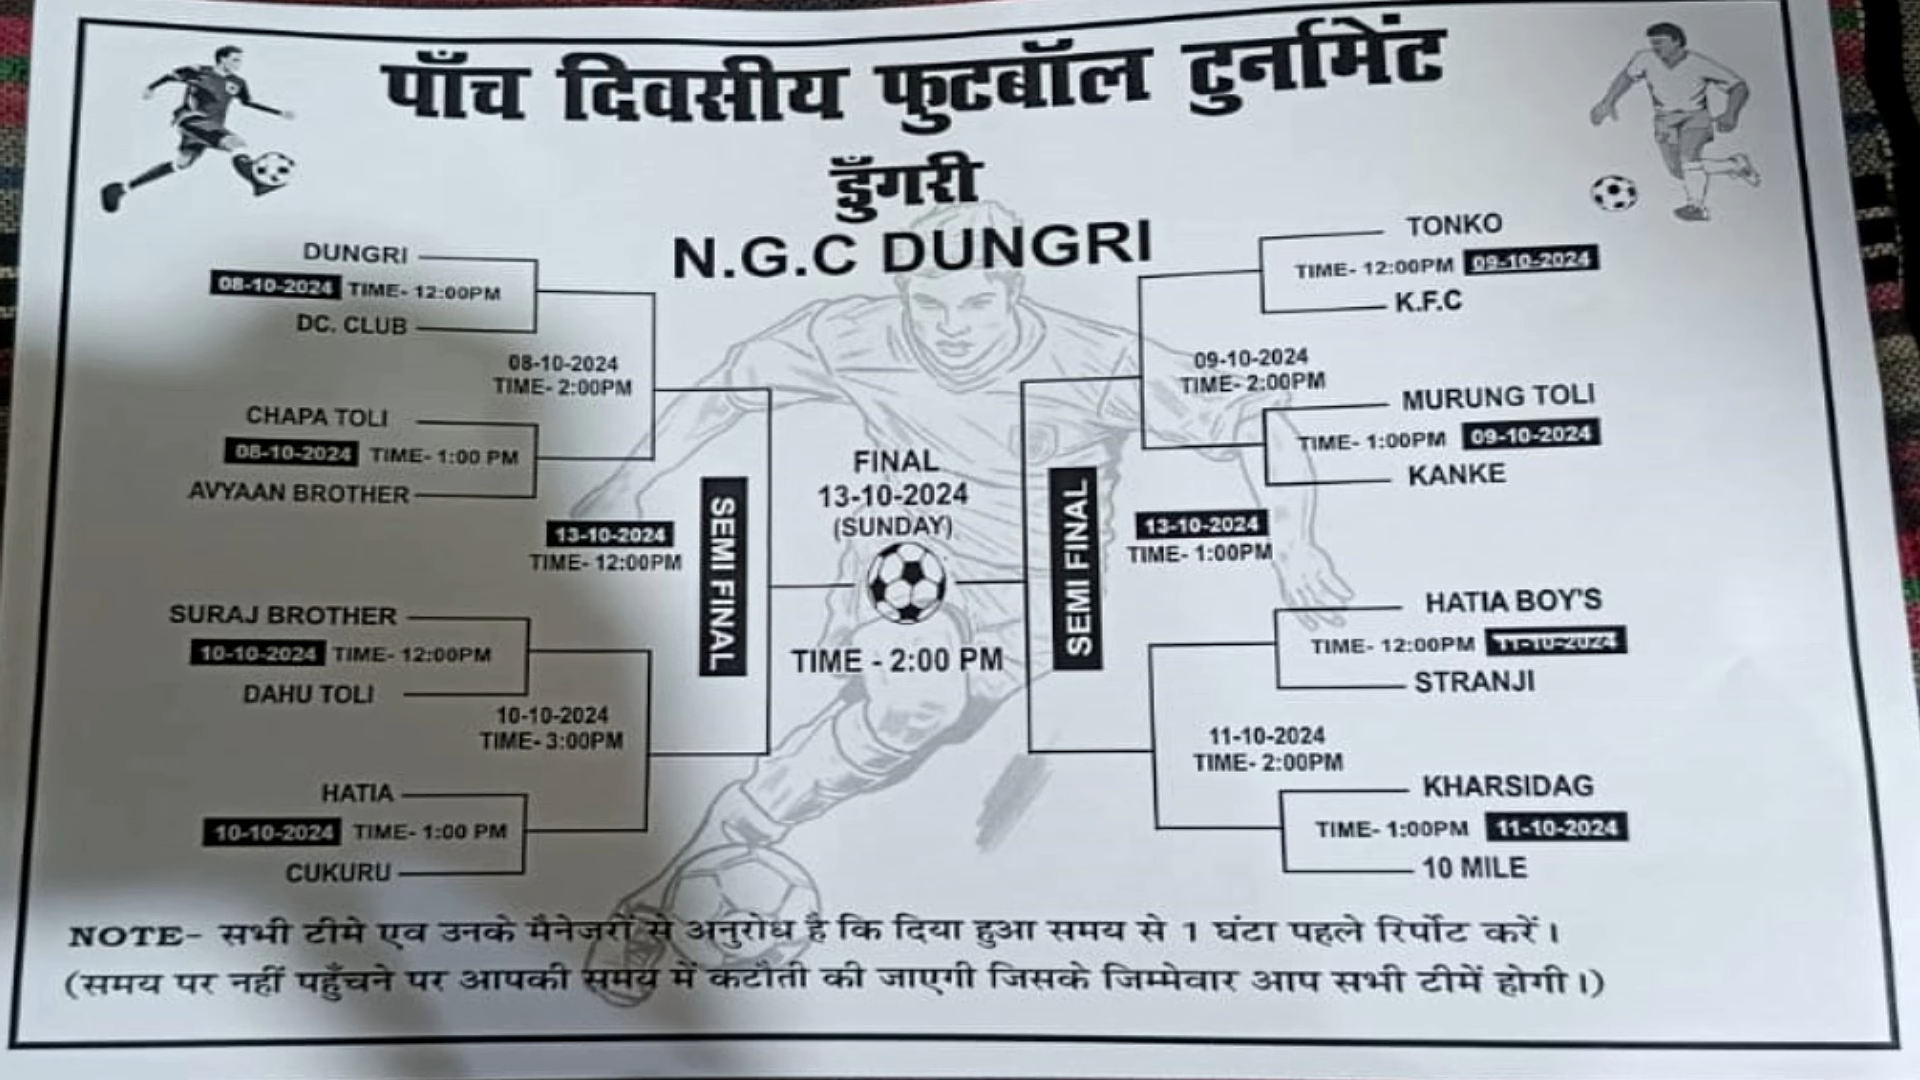 पाँच दिवसीय फुटबॉल टुर्नामेंट
डुँगरी
N.G.C DUNGRI
DUNGRI
08-10-2024 TIME- 12:00PM
DC. CLUB
08-10-2024
TIME- 2:00PM
CHAPA TOLI
08-10-2024 TIME- 1:00 PM
AVYAAN BROTHER
13-10-2024
TIME- 12:00PM
SEMI FINAL
SURAJ BROTHER
10-10-2024 TIME- 12:00PM
DAHU TOLI
10-10-2024
TIME- 3:00PM
HATIA
10-10-2024 TIME- 1:00 PM
CUKURU
FINAL
13-10-2024
(SUNDAY)
TIME - 2:00 PM
TONKO
TIME- 12:00PM 09-10-2024
K.F.C
09-10-2024
TIME- 2:00PM
MURUNG TOLI
TIME- 1:00PM 09-10-2024
KANKE
SEMI FINAL
13-10-2024
TIME- 1:00PM
HATIA BOY'S
TIME- 12:00PM 11-10-2024
STRANJI
11-10-2024
TIME- 2:00PM
KHARSIDAG
TIME- 1:00PM 11-10-2024
10 MILE
NOTE- सभी टीमे एव उनके मैनेजरों से अनुरोध है कि दिया हुआ समय से 1 घंटा पहले रिर्पोट करें।
(समय पर नहीं पहुँचने पर आपकी समय में कटौती की जाएगी जिसके जिम्मेवार आप सभी टीमें होगी।)